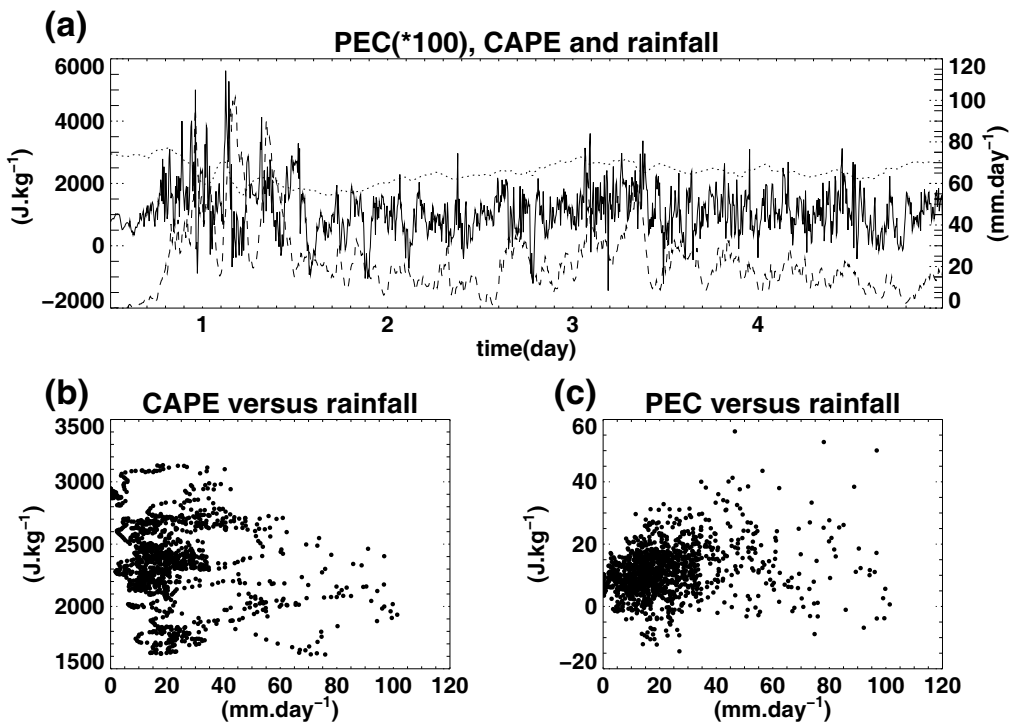 (a)
PEC(*100), CAPE and rainfall
6000
4000
2000
0
−2000
(J.kg⁻¹)
120
100
80
60
40
20
0
(mm.day⁻¹)
1 2 3 4
time(day)
(b)
CAPE versus rainfall
3500
3000
2500
2000
1500
(J.kg⁻¹)
0 20 40 60 80 100 120
(mm.day⁻¹)
(c)
PEC versus rainfall
60
40
20
0
−20
(J.kg⁻¹)
0 20 40 60 80 100 120
(mm.day⁻¹)